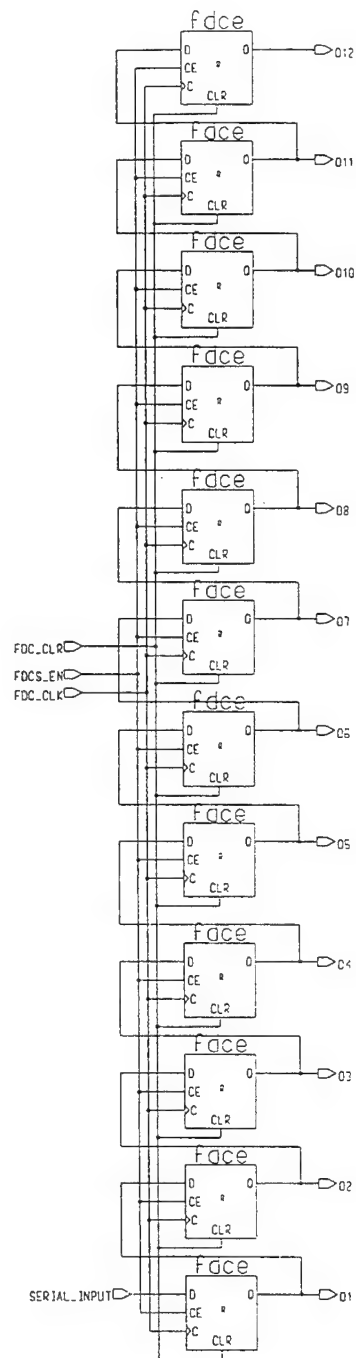 fdce
D Q O12
CE R
C
CLR
fdce
D Q O11
CE R
C
CLR
fdce
D Q O10
CE R
C
CLR
fdce
D Q O9
CE R
C
CLR
fdce
D Q O8
CE R
C
CLR
fdce
D Q O7
FDC_CLR CE R
C
FDCS_EN CLR
FDC_CLK
fdce
D Q O6
CE R
C
CLR
fdce
D Q O5
CE R
C
CLR
fdce
D Q O4
CE R
C
CLR
fdce
D Q O3
CE R
C
CLR
fdce
D Q O2
CE R
C
CLR
fdce
SERIAL_INPUT D Q O1
CE R
C
CLR